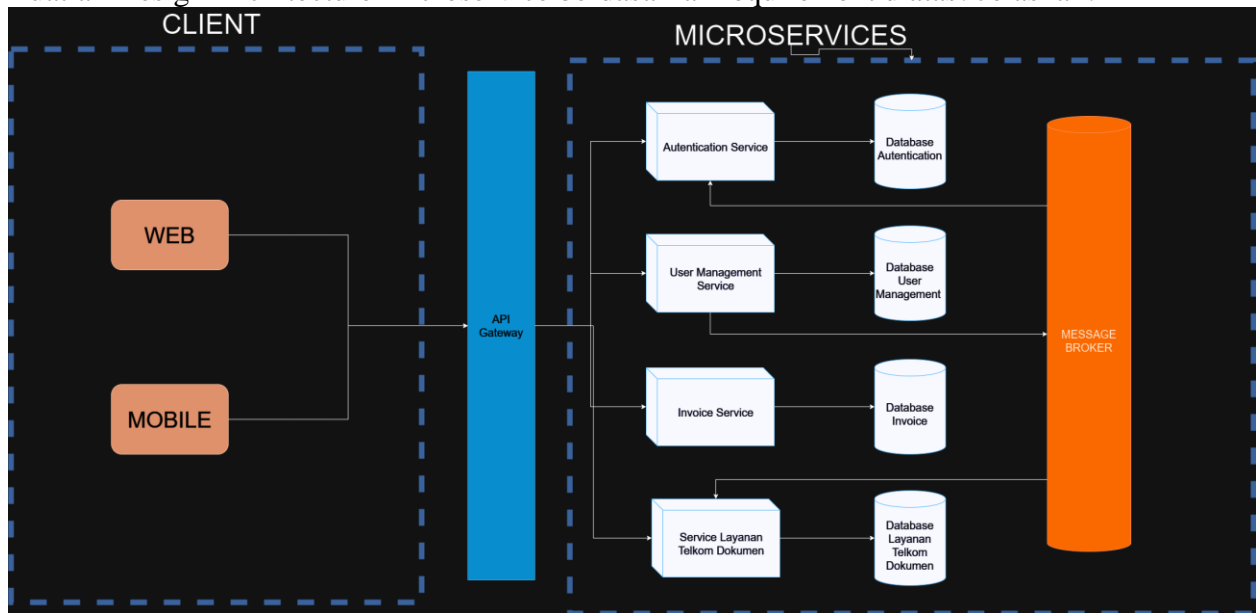 CLIENT
MICROSERVICES
WEB
MOBILE
API
Gateway
Autentication Service
Database
Autentication
User Management
Service
Database
User
Management
Invoice Service
Database
Invoice
Service Layanan
Telkom Dokumen
Database
Layanan
Telkom
Dokumen
MESSAGE
BROKER